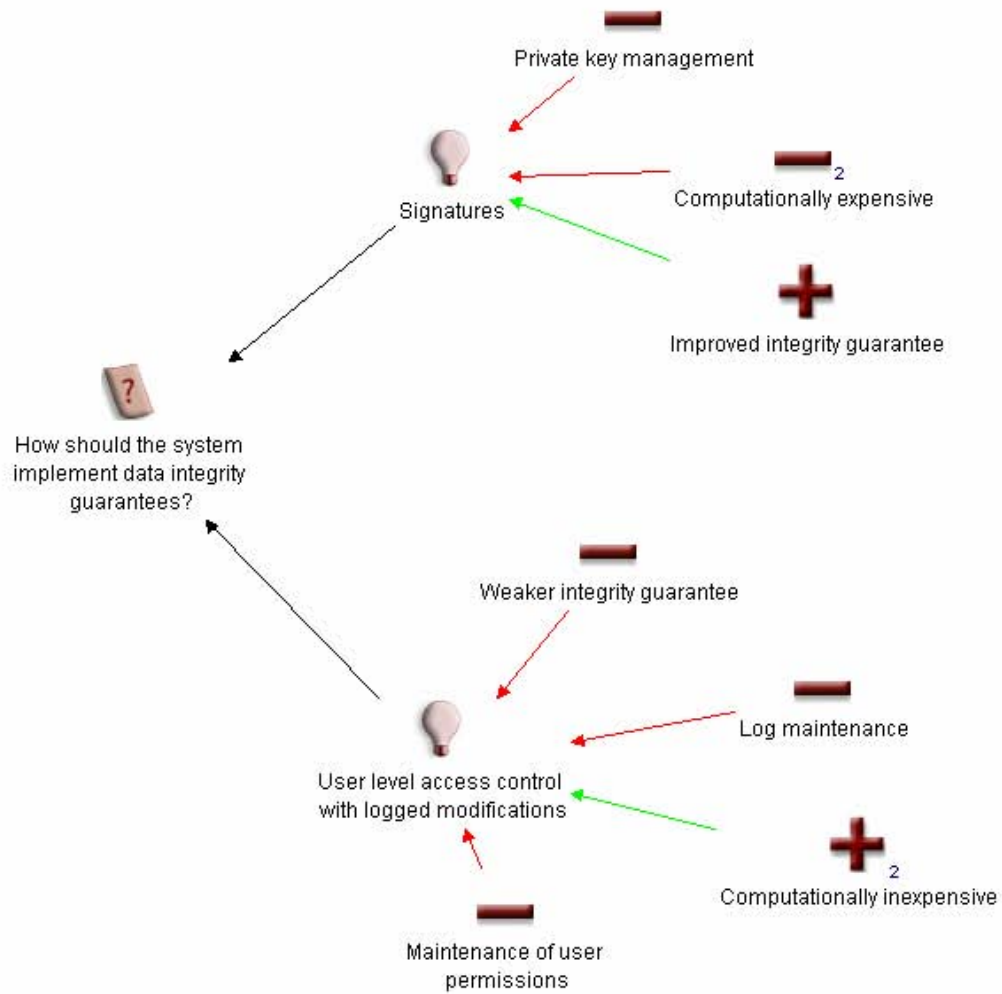 Private key management
2
Computationally expensive
Signatures
Improved integrity guarantee
?
How should the system
implement data integrity
guarantees?
Weaker integrity guarantee
Log maintenance
User level access control
with logged modifications
2
Computationally inexpensive
Maintenance of user
permissions